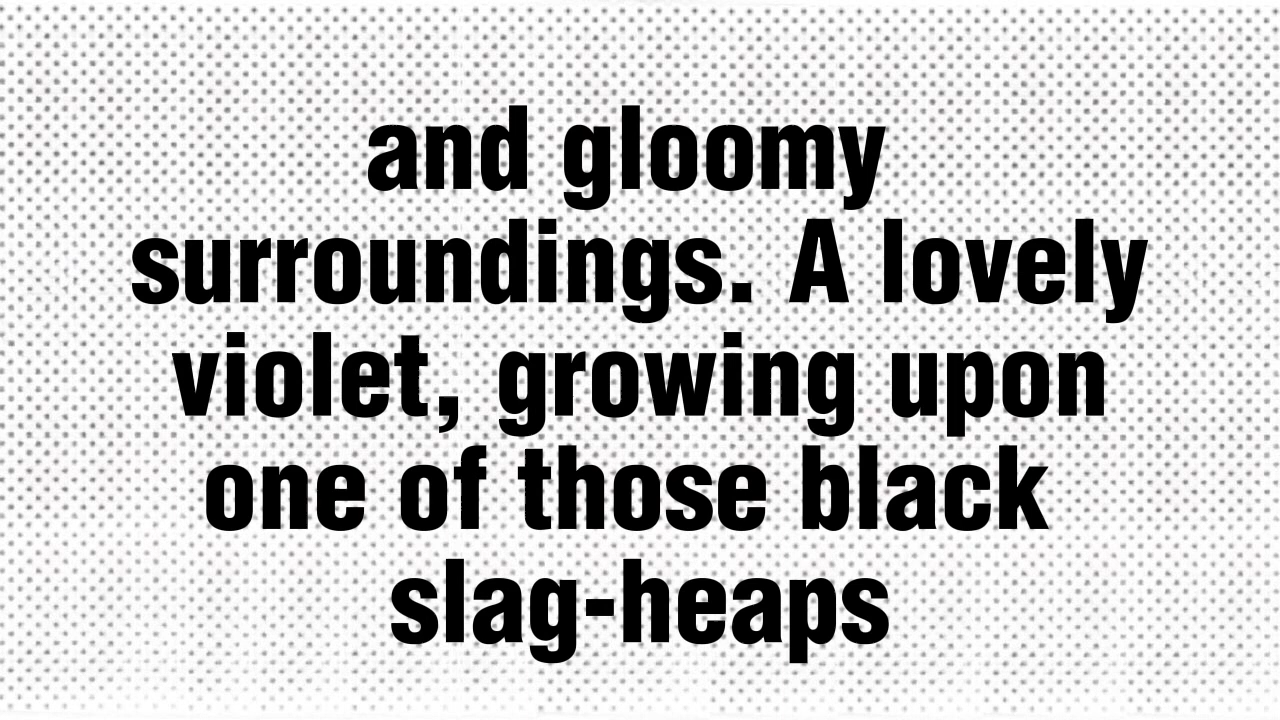 and gloomy
surroundings. A lovely
violet, growing upon
one of those black
slag-heaps